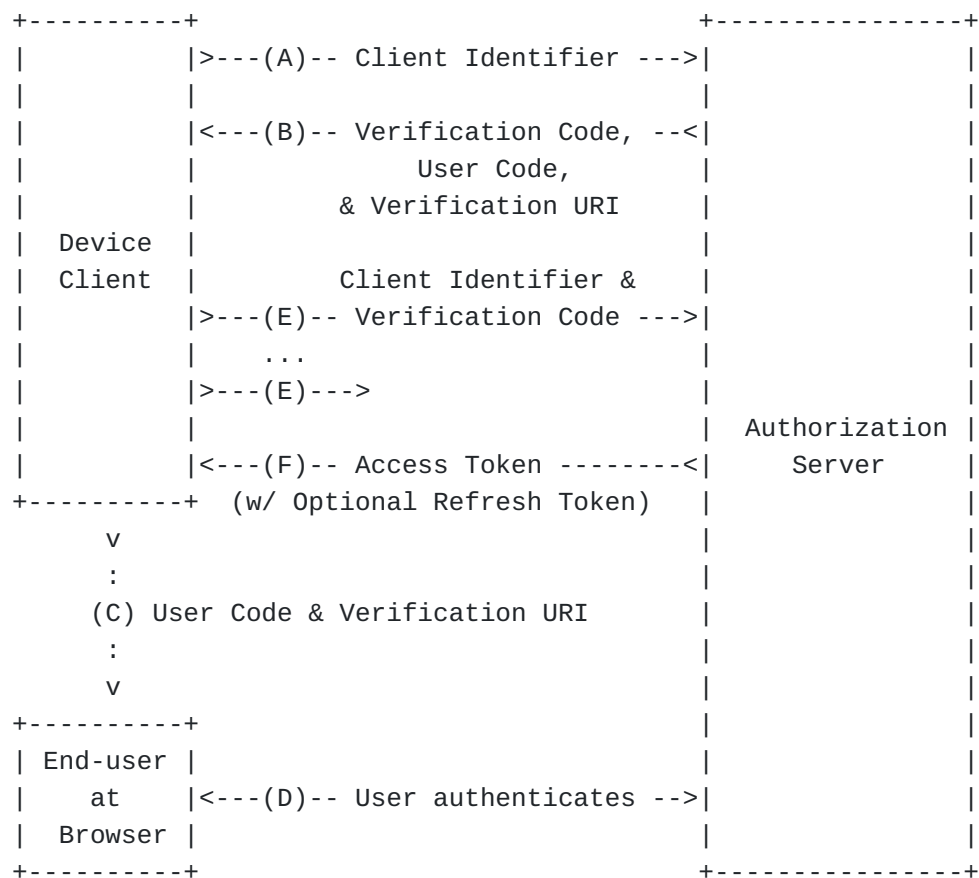 +----------+                                +----------------+
|          |>---(A)-- Client Identifier --->|                |
|          |                                |                |
|          |<---(B)-- Verification Code, --<|                |
|          |              User Code,        |                |
|          |         & Verification URI     |                |
|  Device  |                                |                |
|  Client  |         Client Identifier &    |                |
|          |>---(E)-- Verification Code --->|                |
|          |    ...                         |                |
|          |>---(E)--->                     |                |
|          |                                |  Authorization |
|          |<---(F)-- Access Token --------<|     Server     |
+----------+  (w/ Optional Refresh Token)   |                |
      v                                     |                |
      :                                     |                |
     (C) User Code & Verification URI       |                |
      :                                     |                |
      v                                     |                |
+----------+                                |                |
| End-user |                                |                |
|    at    |<---(D)-- User authenticates -->|                |
|  Browser |                                |                |
+----------+                                +----------------+